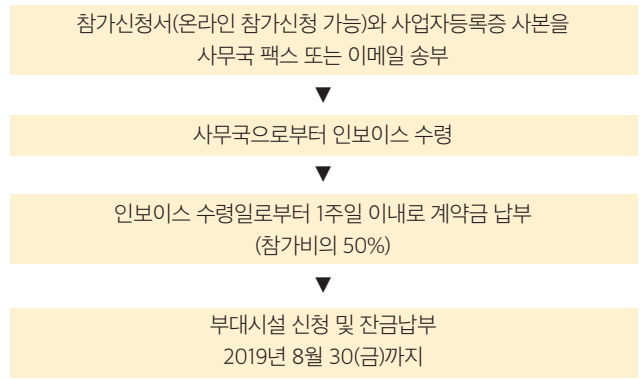 참가신청서(온라인 참가신청 가능)와 사업자등록증 사본을
사무국 팩스 또는 이메일 송부
▼
사무국으로부터 인보이스 수령
▼
인보이스 수령일로부터 1주일 이내로 계약금 납부
(참가비의 50%)
▼
부대시설 신청 및 잔금납부
2019년 8월 30(금)까지